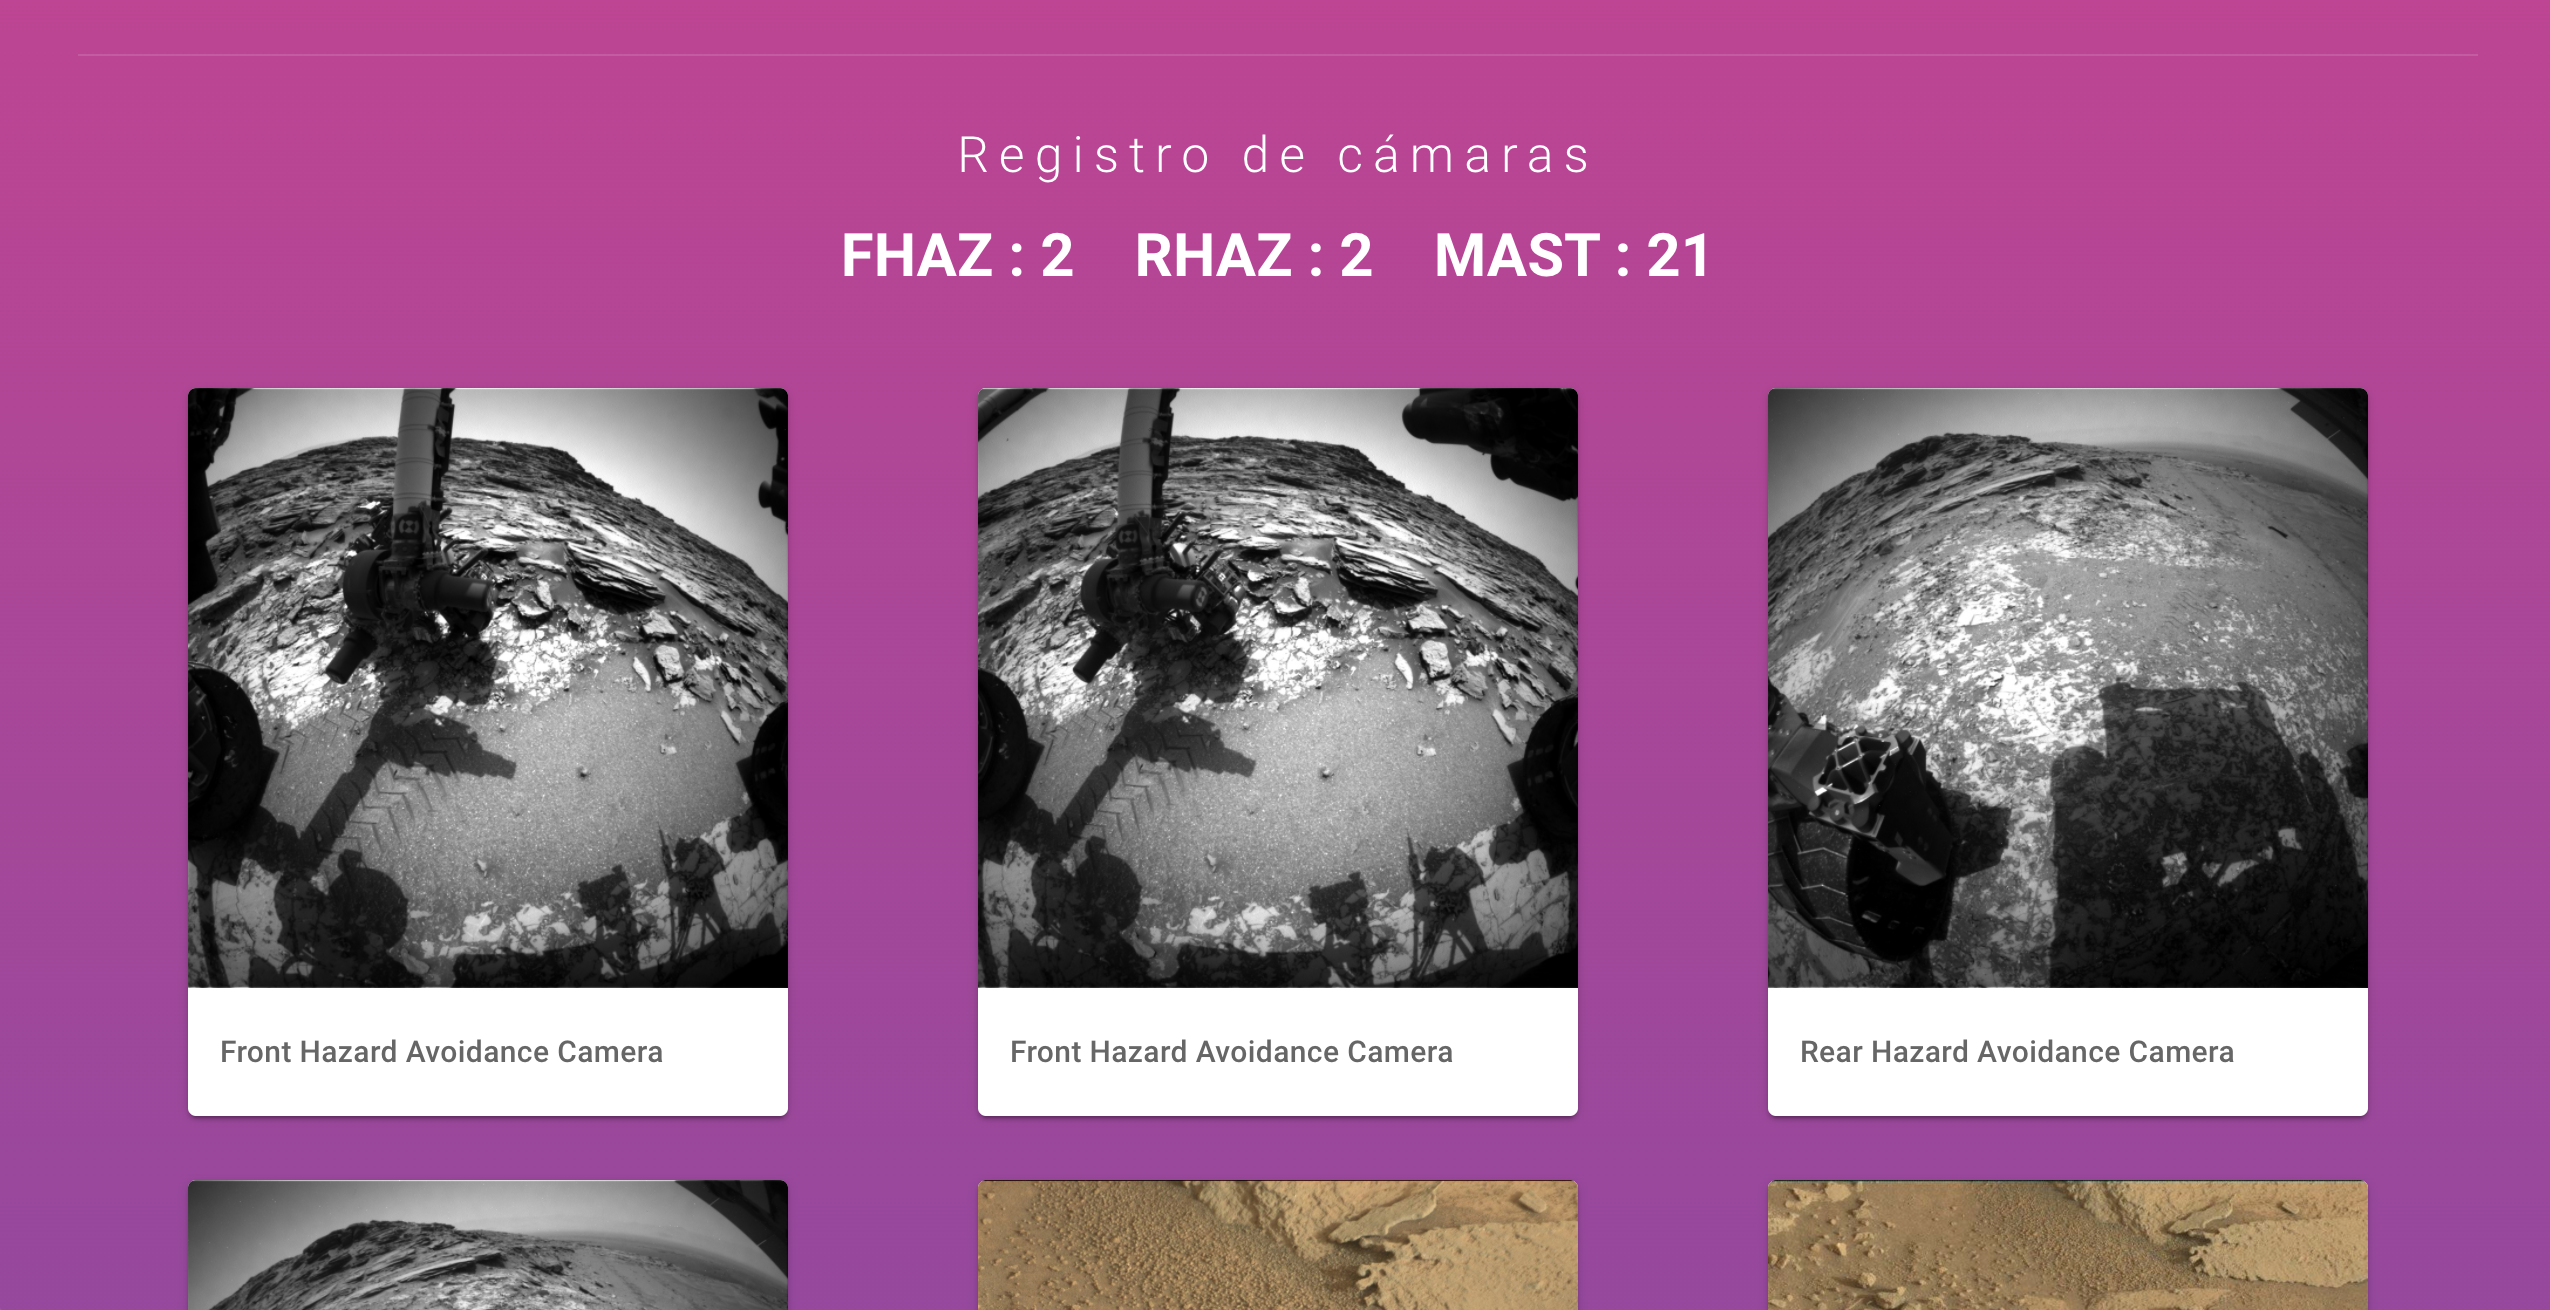 Registro de cámaras
FHAZ : 2 RHAZ : 2 MAST : 21
Front Hazard Avoidance Camera
Front Hazard Avoidance Camera
Rear Hazard Avoidance Camera